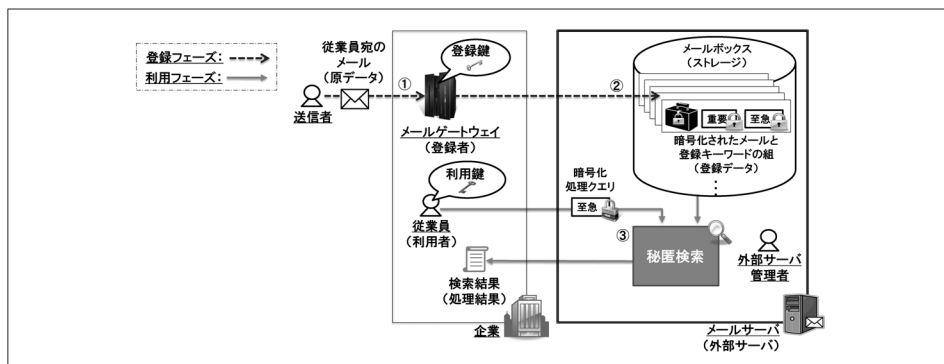 登録フェーズ:
利用フェーズ:
従業員宛の
メール
(原データ)
送信者
①
登録鍵
メールゲートウェイ
(登録者)
②
メールボックス
(ストレージ)
重要
至急
暗号化されたメールと
登録キーワードの組
(登録データ)
:
利用鍵
従業員
(利用者)
暗号化
処理クエリ
至急
③
秘匿検索
外部サーバ
管理者
検索結果
(処理結果)
企業
メールサーバ
(外部サーバ)